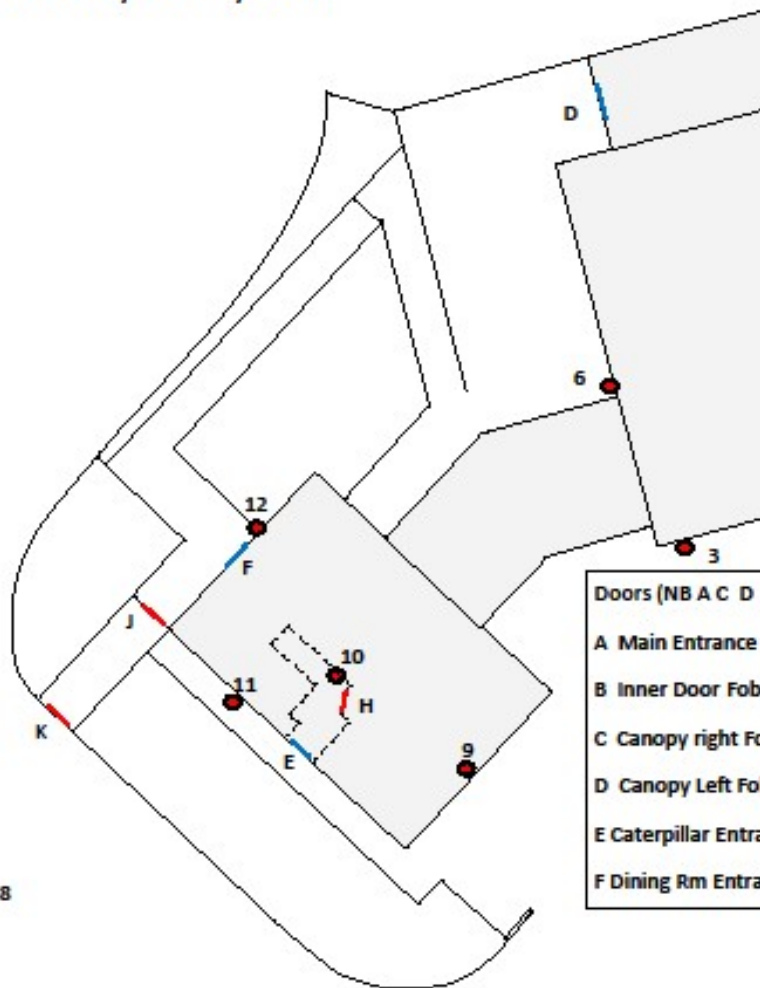 D
6
12
F
3
J
10
11
H
K
E
9
8
Doors (NB A C D
A Main Entrance
B Inner Door Fob
C Canopy right Fo
D Canopy Left Fo
E Caterpillar Entra
F Dining Rm Entra